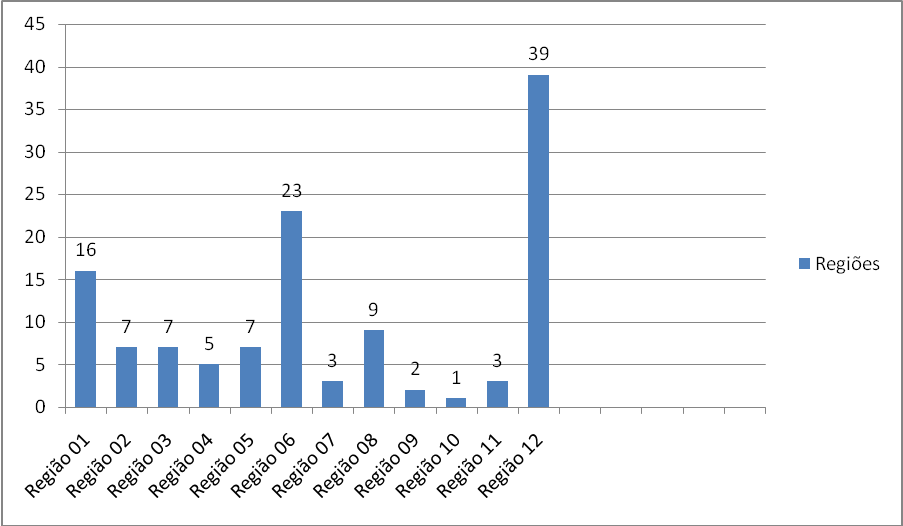 45
40
35
30
25
20
15
10
5
0
16
7
7
5
7
23
3
9
2
1
3
39
Região 01
Região 02
Região 03
Região 04
Região 05
Região 06
Região 07
Região 08
Região 09
Região 10
Região 11
Região 12
Regiões